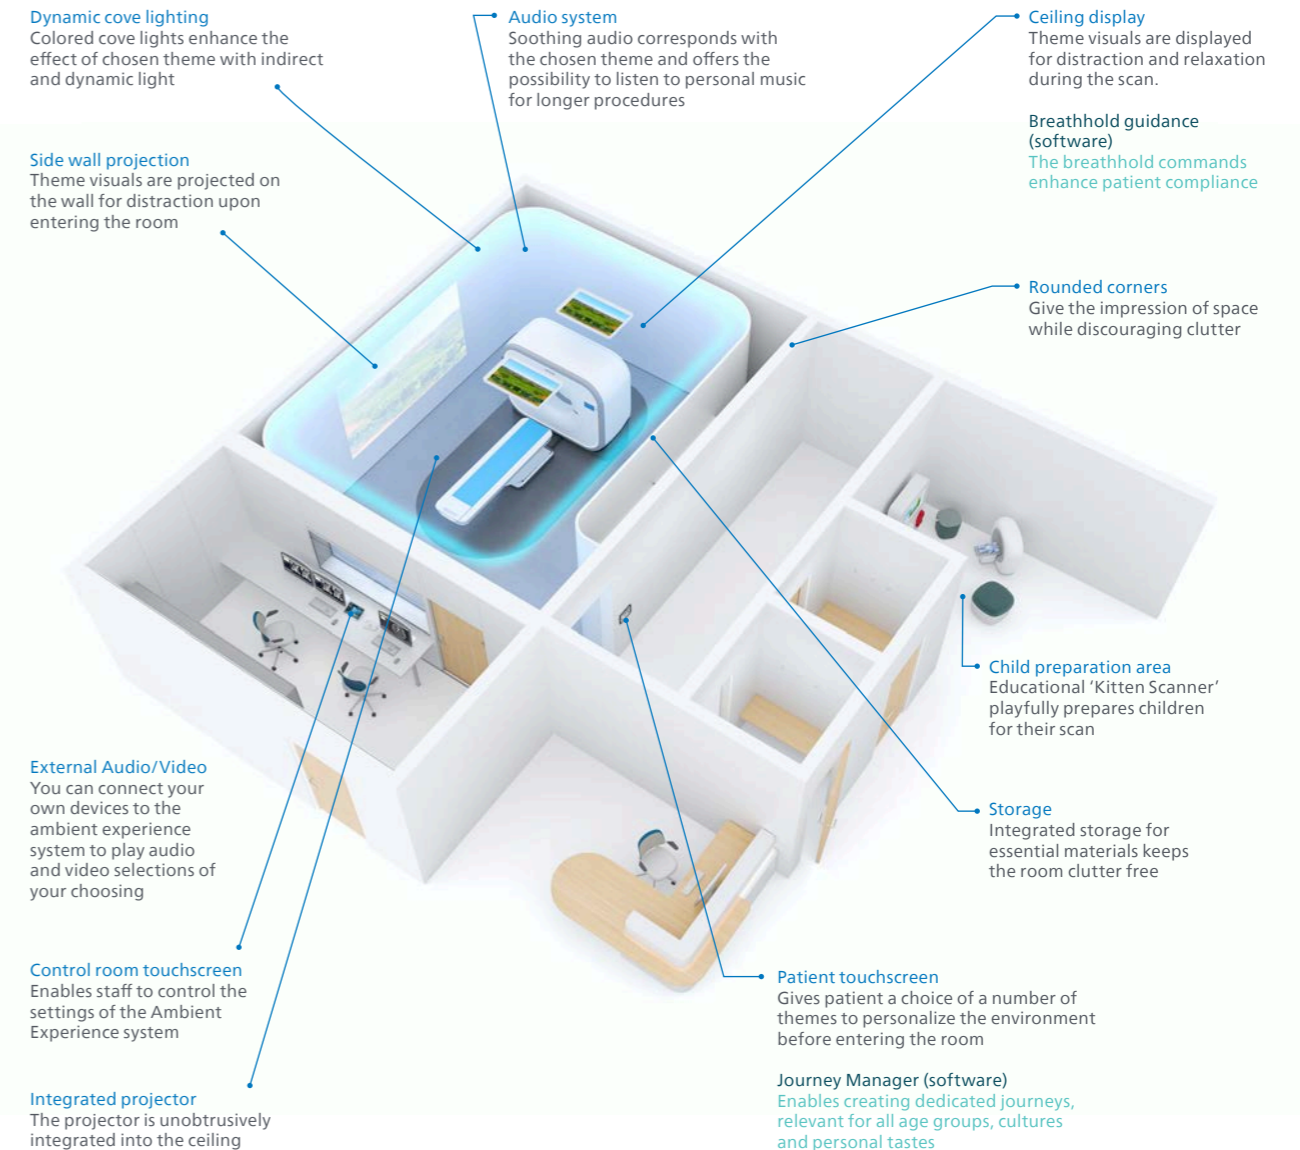 Dynamic cove lighting
Colored cove lights enhance the
effect of chosen theme with indirect
and dynamic light
Audio system
Soothing audio corresponds with
the chosen theme and offers the
possibility to listen to personal music
for longer procedures
Ceiling display
Theme visuals are displayed
for distraction and relaxation
during the scan.
Breathhold guidance
(software)
The breathhold commands
enhance patient compliance
Side wall projection
Theme visuals are projected on
the wall for distraction upon
entering the room
Rounded corners
Give the impression of space
while discouraging clutter
Child preparation area
Educational ‘Kitten Scanner’
playfully prepares children
for their scan
External Audio/Video
You can connect your
own devices to the
ambient experience
system to play audio
and video selections of
your choosing
Storage
Integrated storage for
essential materials keeps
the room clutter free
Control room touchscreen
Enables staff to control the
settings of the Ambient
Experience system
Patient touchscreen
Gives patient a choice of a number of
themes to personalize the environment
before entering the room
Journey Manager (software)
Enables creating dedicated journeys,
relevant for all age groups, cultures
and personal tastes
Integrated projector
The projector is unobtrusively
integrated into the ceiling